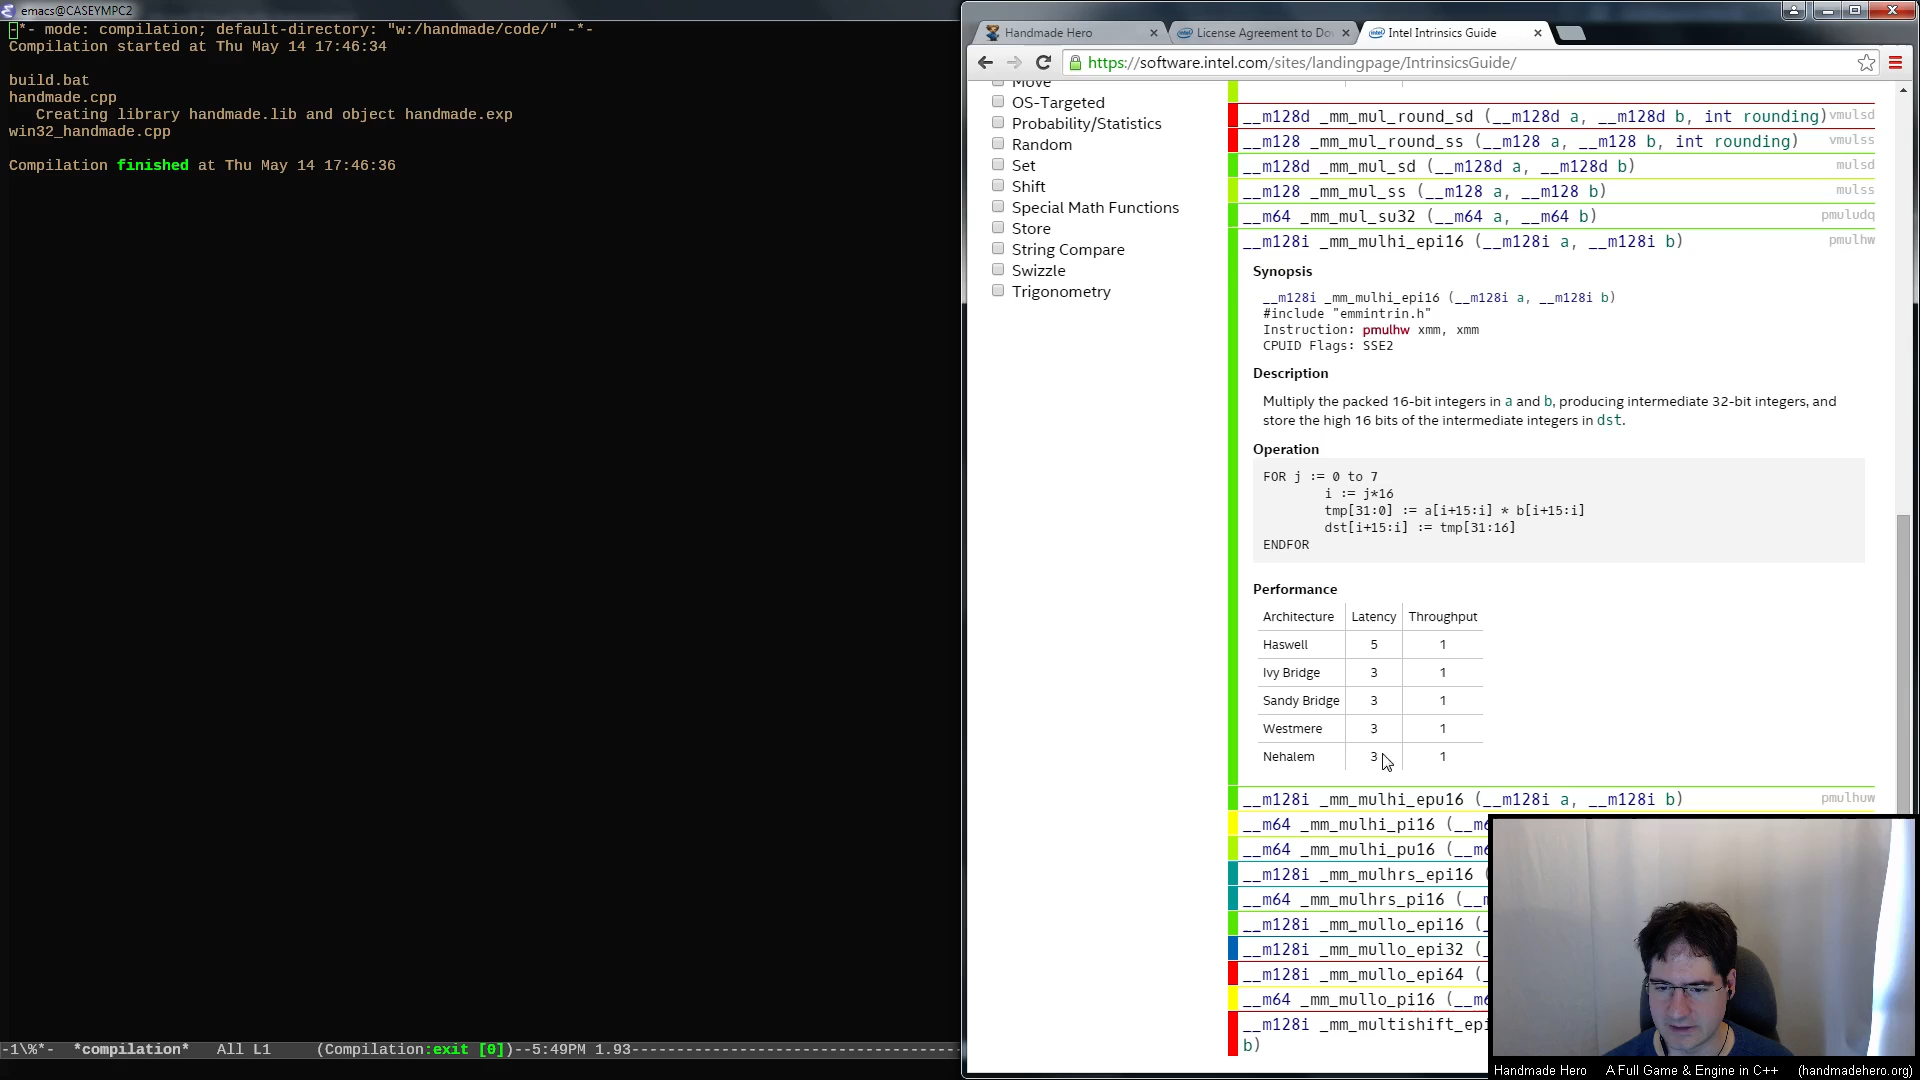 emacs@CASEYMPC2
-*- mode: compilation; default-directory: "w:/handmade/code/" -*-
Compilation started at Thu May 14 17:46:34
build.bat
handmade.cpp
Creating library handmade.lib and object handmade.exp
win32_handmade.cpp
Compilation finished at Thu May 14 17:46:36
-1\%*- *compilation* All L1 (Compilation:exit [0])--5:49PM 1.93
Handmade Hero
License Agreement to Do
Intel Intrinsics Guide
https://software.intel.com/sites/landingpage/IntrinsicsGuide/
Move
OS-Targeted
Probability/Statistics
Random
Set
Shift
Special Math Functions
Store
String Compare
Swizzle
Trigonometry
__m128d _mm_mul_round_sd (__m128d a, __m128d b, int rounding) vmulsd
__m128 _mm_mul_round_ss (__m128 a, __m128 b, int rounding) vmulss
__m128d _mm_mul_sd (__m128d a, __m128d b) mulsd
__m128 _mm_mul_ss (__m128 a, __m128 b) mulss
__m64 _mm_mul_su32 (__m64 a, __m64 b) pmuludq
__m128i _mm_mulhi_epi16 (__m128i a, __m128i b) pmulhw
Synopsis
__m128i _mm_mulhi_epi16 (__m128i a, __m128i b)
#include "emmintrin.h"
Instruction: pmulhw xmm, xmm
CPUID Flags: SSE2
Description
Multiply the packed 16-bit integers in a and b, producing intermediate 32-bit integers, and
store the high 16 bits of the intermediate integers in dst.
Operation
FOR j := 0 to 7
i := j*16
tmp[31:0] := a[i+15:i] * b[i+15:i]
dst[i+15:i] := tmp[31:16]
ENDFOR
Performance
Architecture Latency Throughput
Haswell 5 1
Ivy Bridge 3 1
Sandy Bridge 3 1
Westmere 3 1
Nehalem 3 1
__m128i _mm_mulhi_epu16 (__m128i a, __m128i b) pmulhuw
__m64 _mm_mulhi_pi16 (__m6
__m64 _mm_mulhi_pu16 (__m6
__m128i _mm_mulhrs_epi16 (
__m64 _mm_mulhrs_pi16 (__m
__m128i _mm_mullo_epi16 (_
__m128i _mm_mullo_epi32 (_
__m128i _mm_mullo_epi64 (_
__m64 _mm_mullo_pi16 (__m6
__m128i _mm_multishift_epi
b)
Handmade Hero A Full Game & Engine in C++ (handmadehero.org)